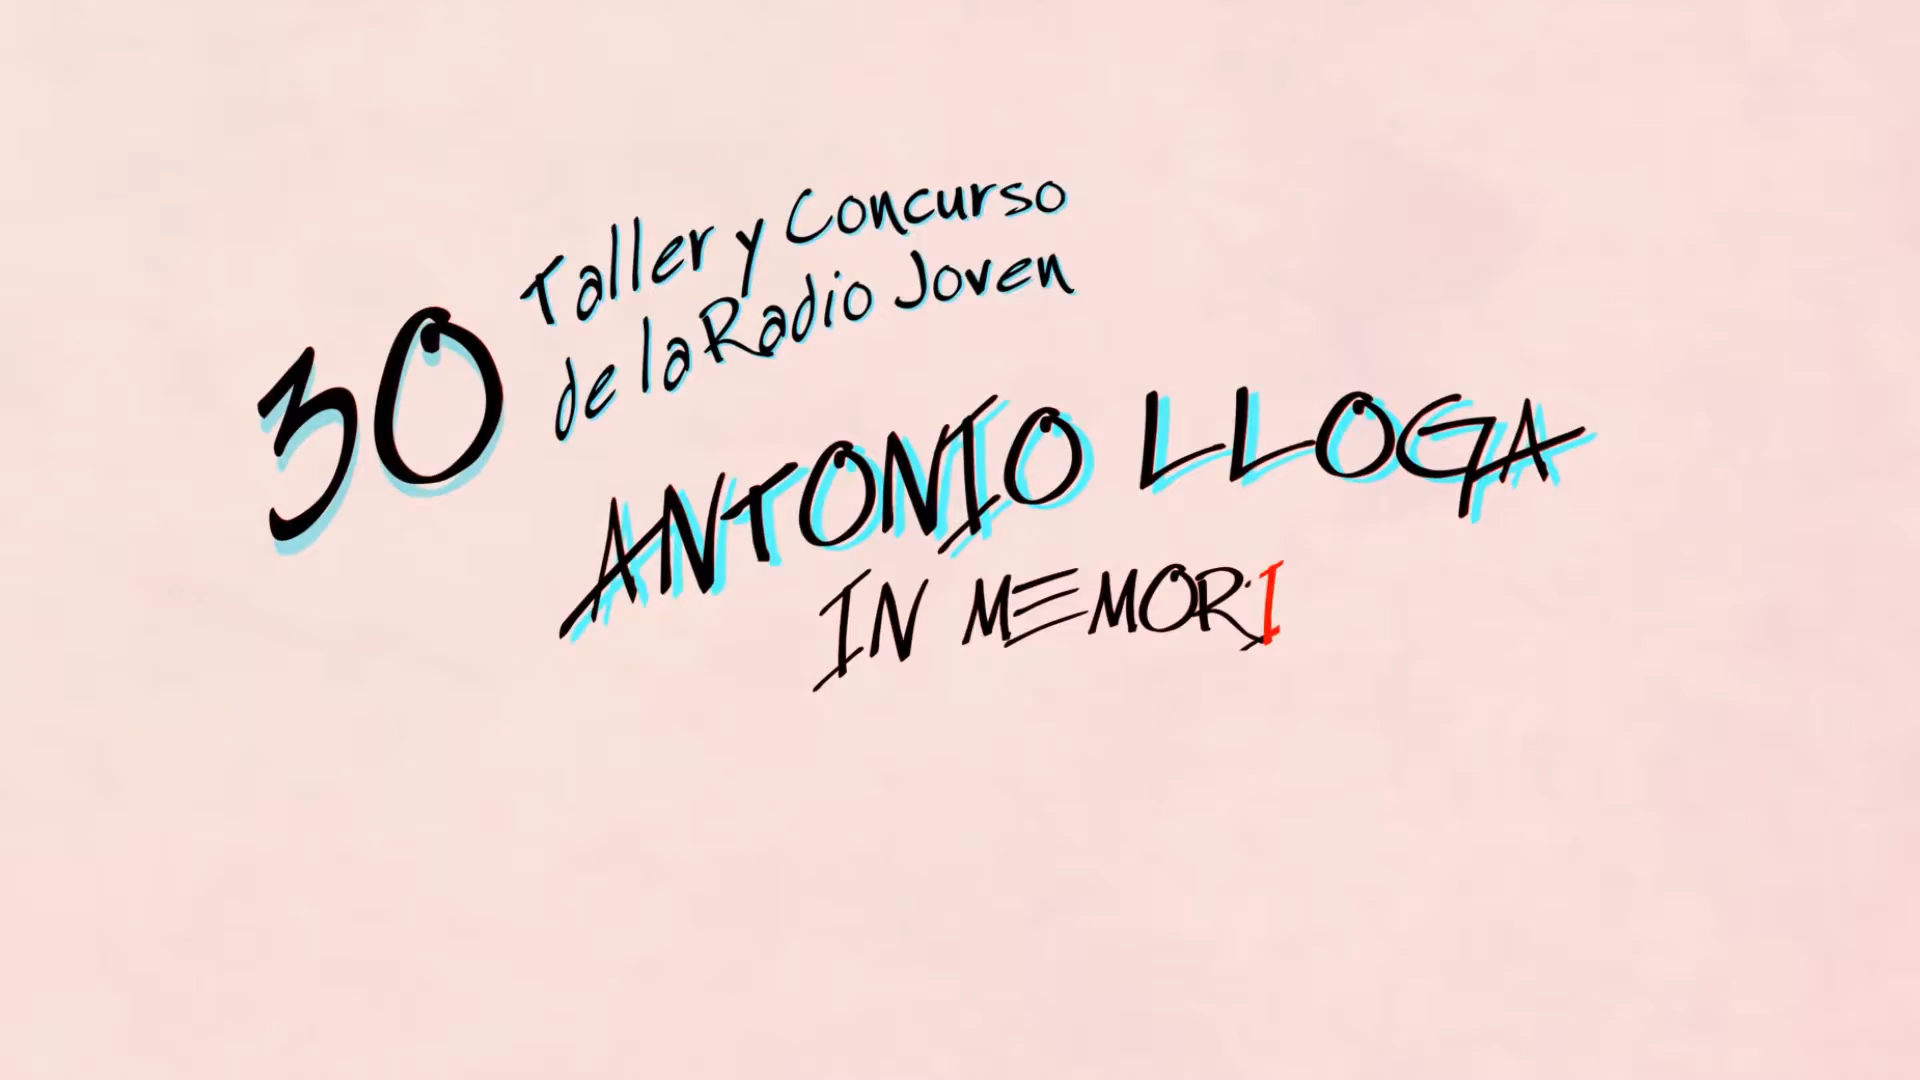 30
Taller y Concurso
de la Radio Joven
ANTONIO LLOGA
IN MEMORI